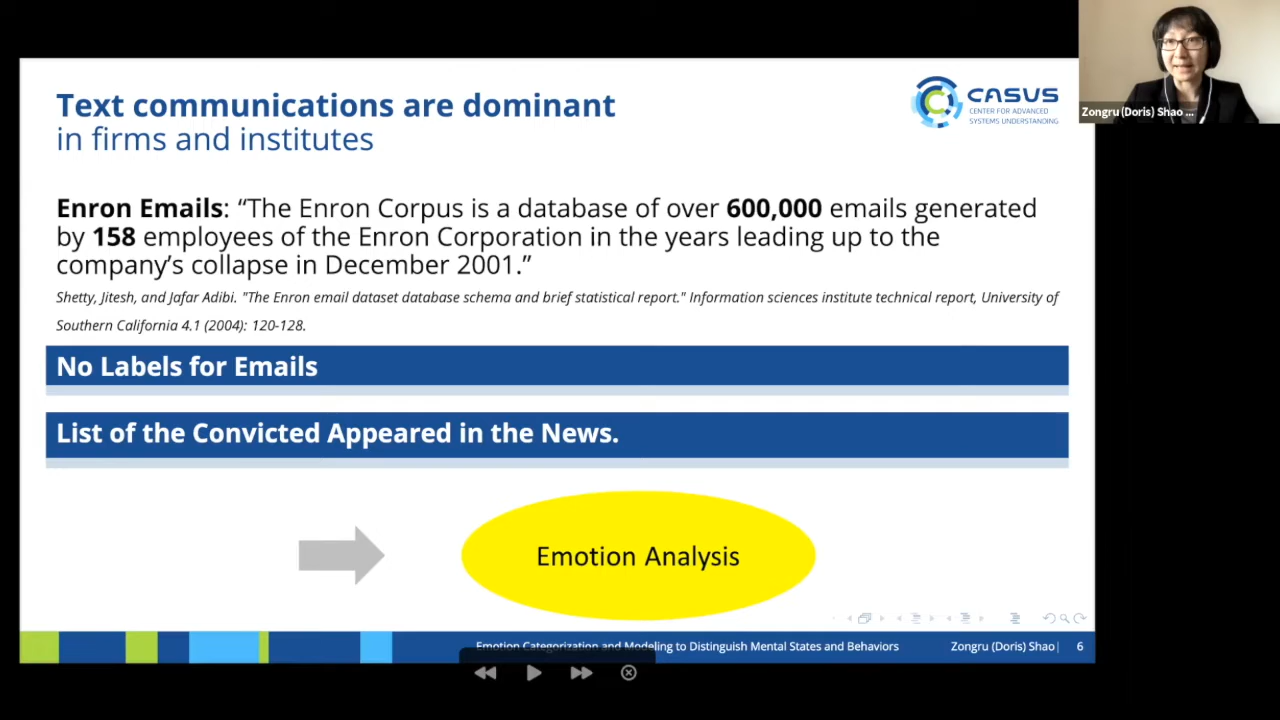 Text communications are dominant
in firms and institutes
CASUS
CENTER FOR ADVANCED
SYSTEMS UNDERSTANDING
Zongru (Doris) Shao ...
Enron Emails: “The Enron Corpus is a database of over 600,000 emails generated
by 158 employees of the Enron Corporation in the years leading up to the
company’s collapse in December 2001.”
Shetty, Jitesh, and Jafar Adibi. "The Enron email dataset database schema and brief statistical report." Information sciences institute technical report, University of
Southern California 4.1 (2004): 120-128.
No Labels for Emails
List of the Convicted Appeared in the News.
Emotion Analysis
Emotion Categorization and Modeling to Distinguish Mental States and Behaviors
Zongru (Doris) Shao|
6